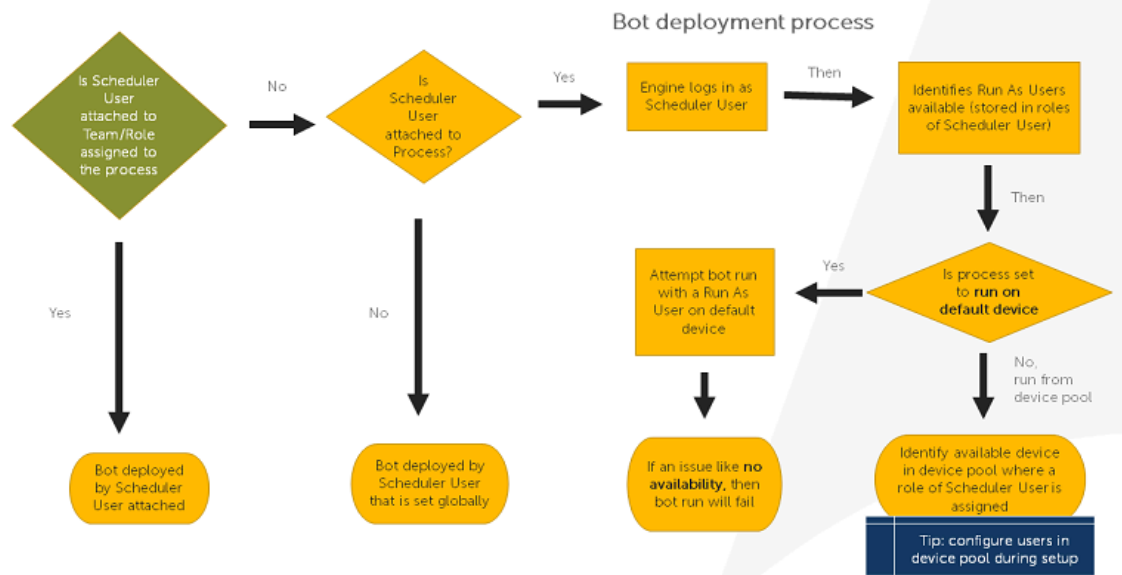 Bot deployment process
Is Scheduler
User
attached to
Team/Role
assigned to
the process
No
Is
Scheduler
User
attached to
Process?
Yes
Engine logs in as
Scheduler User
Then
Identifies Run As Users
available (stored in roles
of Scheduler User)
Then
Is process set
to run on
default device
Yes
Attempt bot run
with a Run As
User on default
device
Yes
No
No,
run from
device pool
Bot deployed
by Scheduler
User attached
Bot deployed by
Scheduler User
that is set globally
If an issue like no
availability, then
bot run will fail
Identify available device
in device pool where a
role of Scheduler User is
assigned
Tip: configure users in
device pool during setup